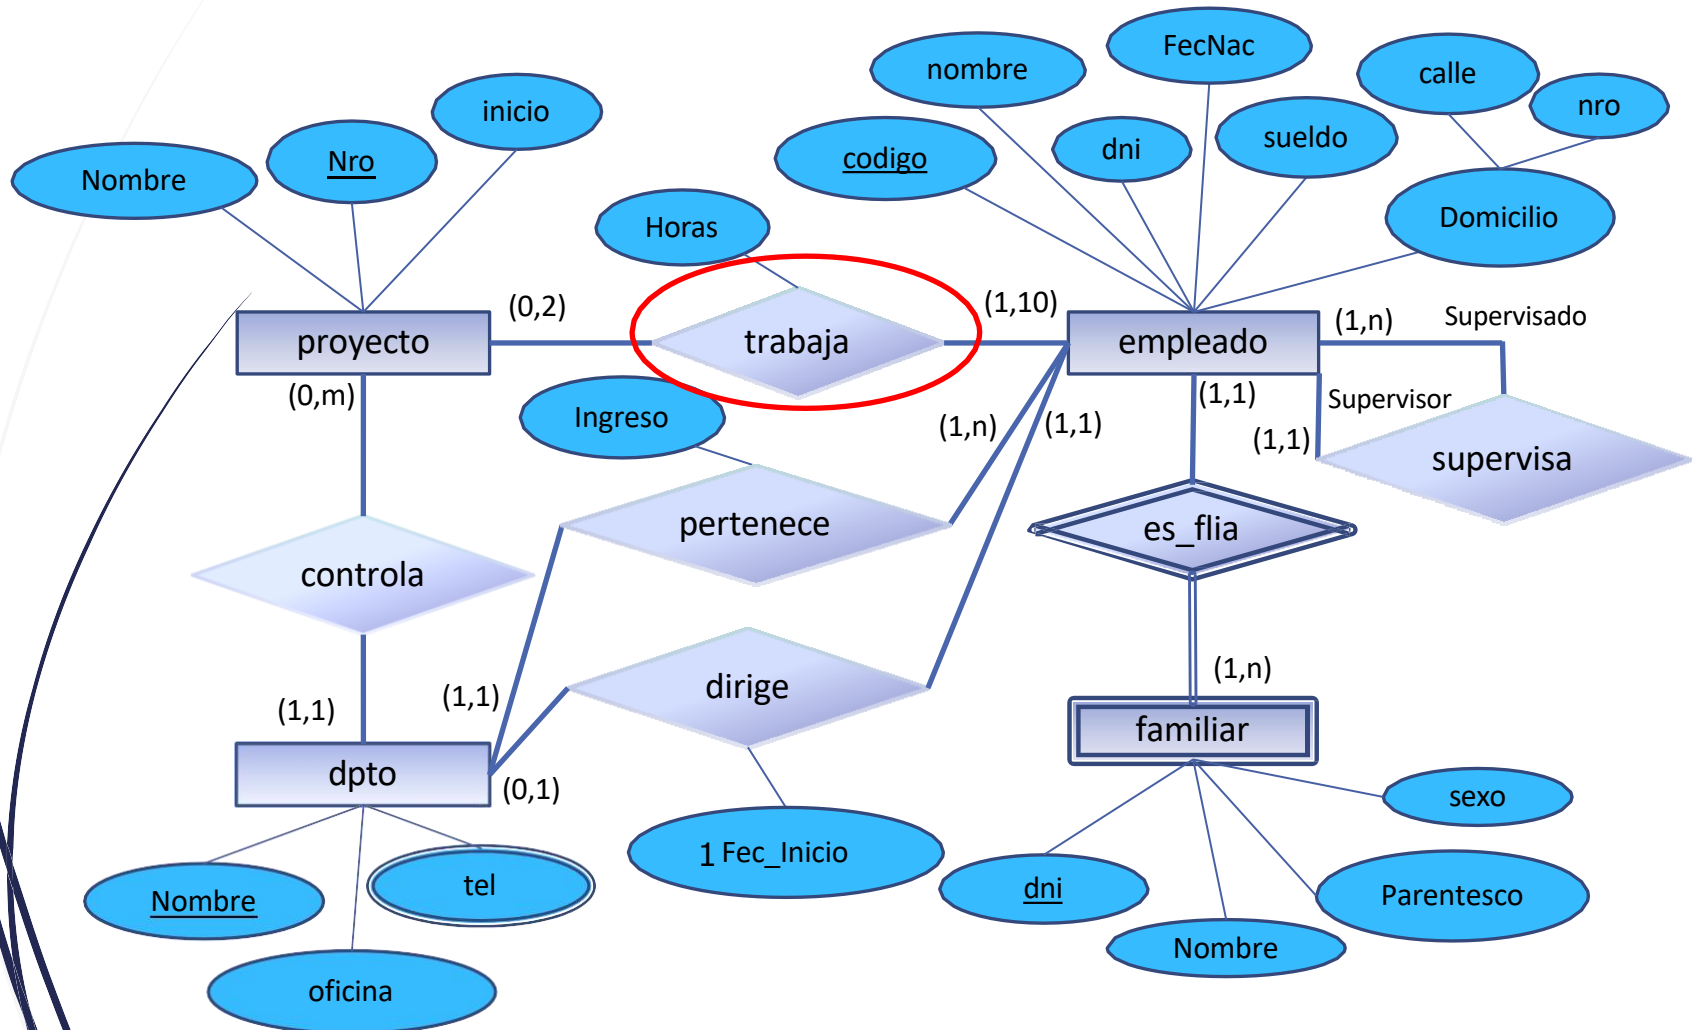 FecNac
nombre
calle
inicio
nro
Nro
codigo
dni
sueldo
Nombre
Horas
Domicilio
(0,2)
(1,10)
(1,n)
Supervisado
proyecto
trabaja
empleado
(0,m)
(1,1)
Supervisor
Ingreso
(1,n)
(1,1)
(1,1)
supervisa
pertenece
es_flia
controla
(1,n)
dirige
(1,1)
(1,1)
familiar
dpto
(0,1)
sexo
1 Fec_Inicio
tel
dni
Parentesco
Nombre
Nombre
oficina